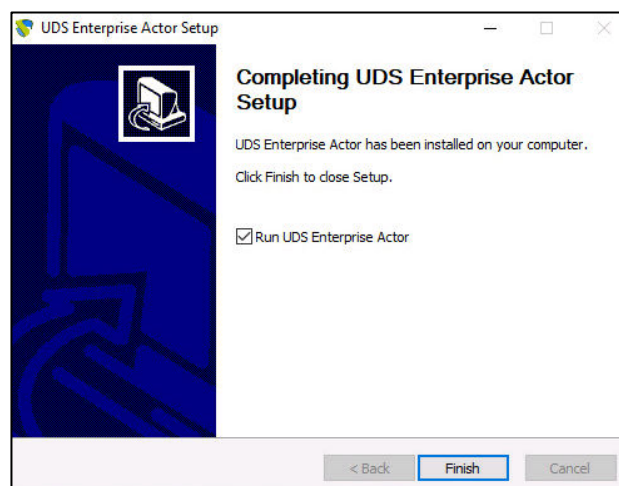 UDS Enterprise Actor Setup
Completing UDS Enterprise Actor
Setup
UDS Enterprise Actor has been installed on your computer.
Click Finish to close Setup.
Run UDS Enterprise Actor
< Back
Finish
Cancel